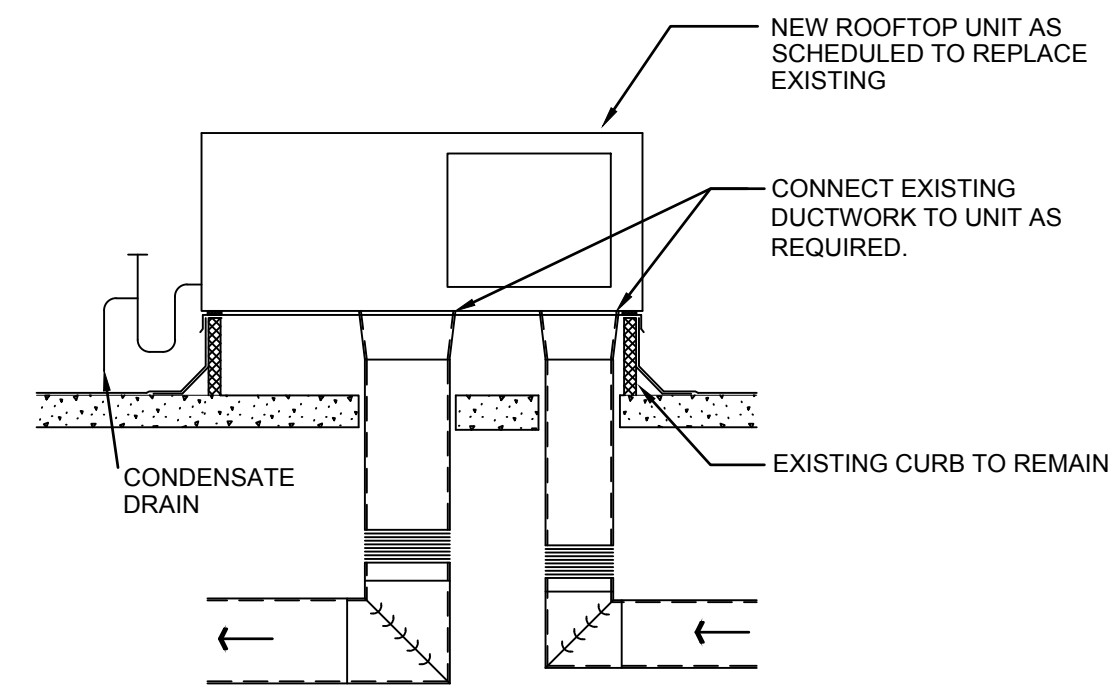 NEW ROOFTOP UNIT AS
SCHEDULED TO REPLACE
EXISTING
CONNECT EXISTING
DUCTWORK TO UNIT AS
REQUIRED.
EXISTING CURB TO REMAIN
CONDENSATE
DRAIN